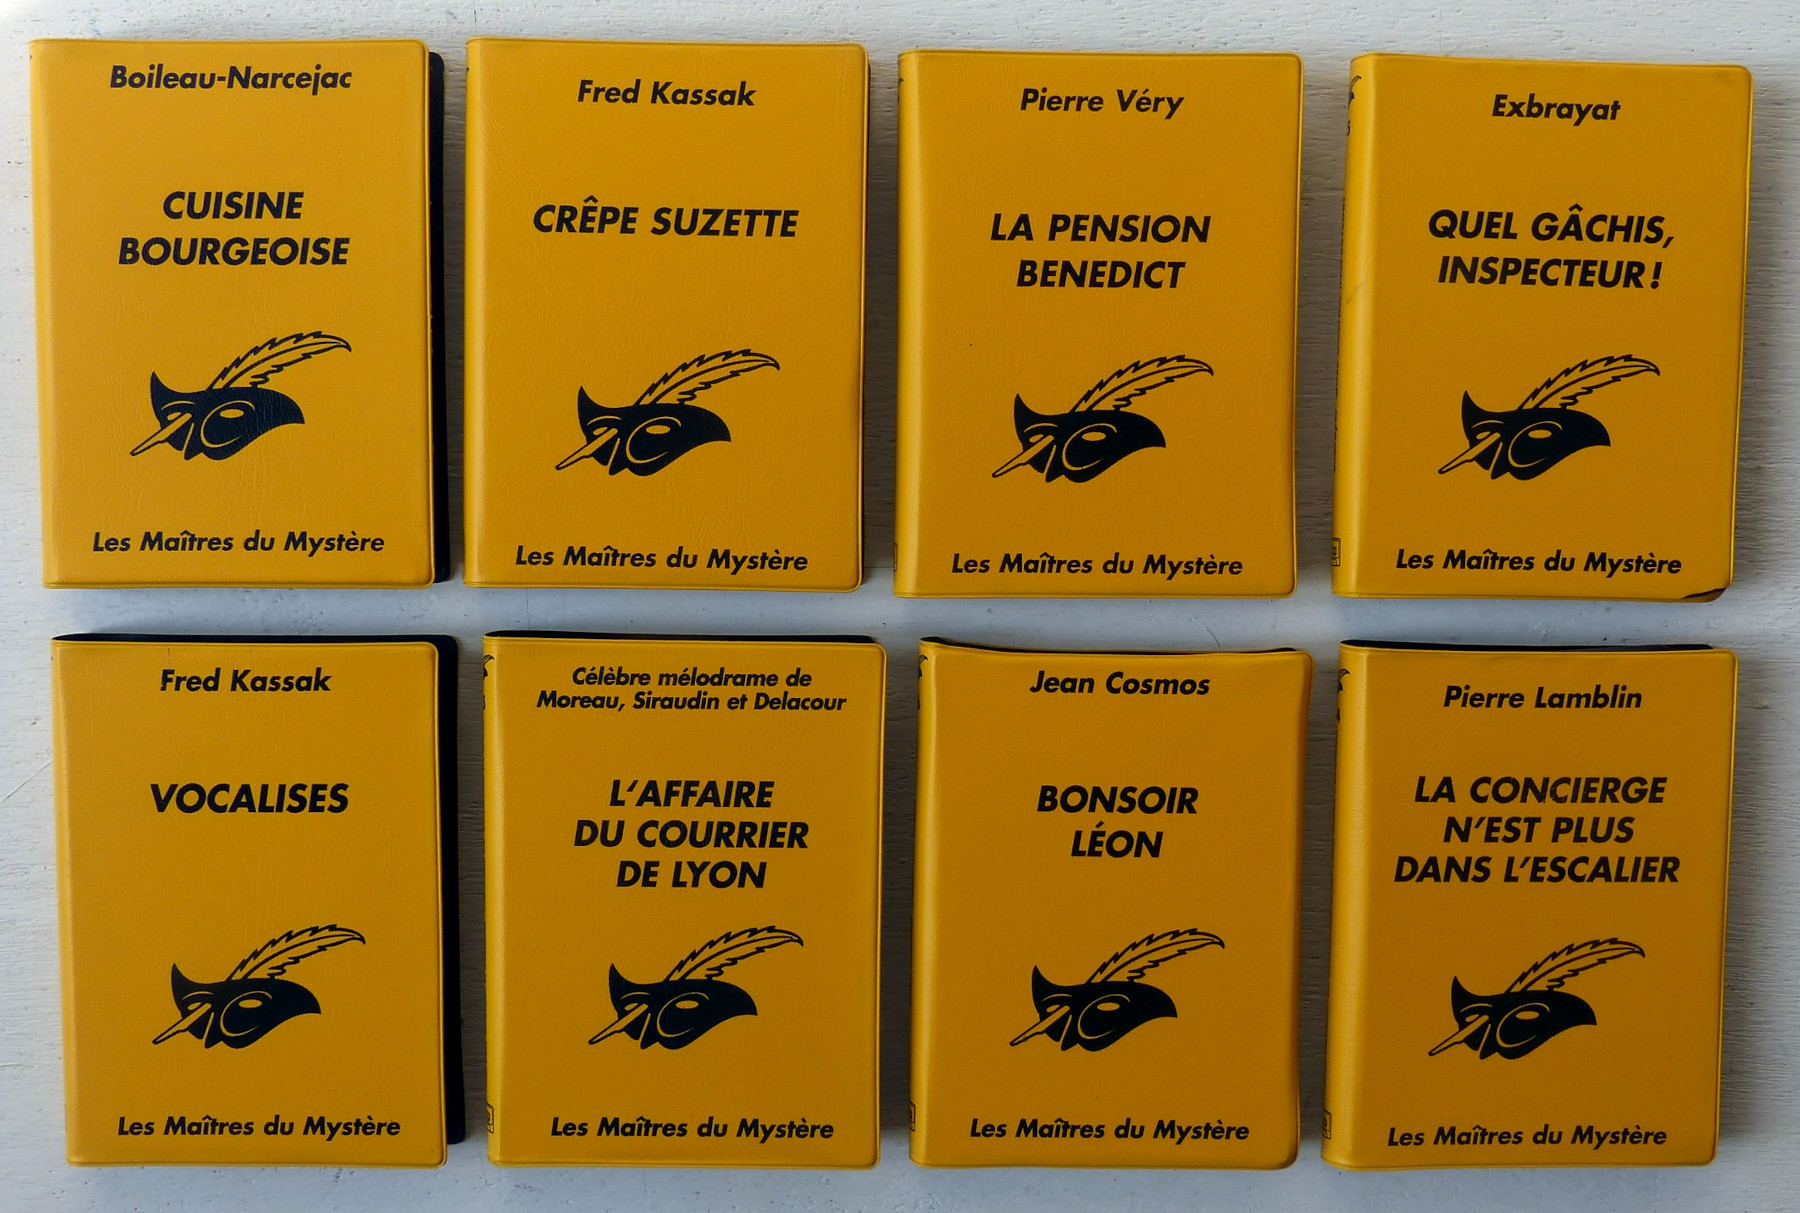 Boileau-Narcejac
CUISINE
BOURGEOISE
Les Maîtres du Mystère
Fred Kassak
CRÊPE SUZETTE
Les Maîtres du Mystère
Pierre Véry
LA PENSION
BENEDICT
Les Maîtres du Mystère
Exbrayat
QUEL GÂCHIS,
INSPECTEUR !
Les Maîtres du Mystère
Fred Kassak
VOCALISES
Les Maîtres du Mystère
Célèbre mélodrame de
Moreau, Siraudin et Delacour
L'AFFAIRE
DU COURRIER
DE LYON
Les Maîtres du Mystère
Jean Cosmos
BONSOIR
LÉON
Les Maîtres du Mystère
Pierre Lamblin
LA CONCIERGE
N'EST PLUS
DANS L'ESCALIER
Les Maîtres du Mystère